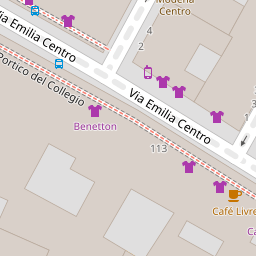 Modena
Centro
4
2
Via Emilia Centro
Portico del Collegio
Benetton
Via Emilia Centro
113
Café Livre